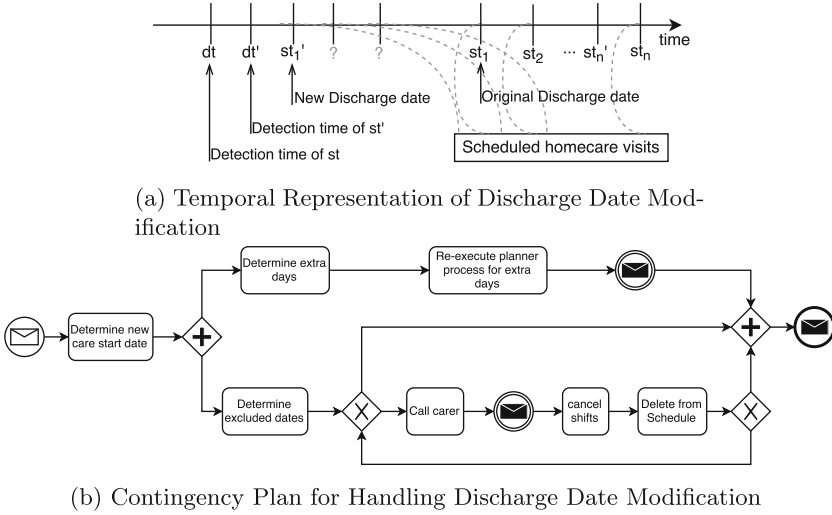 time
dt dt' st1' ? ? st1 st2 ... stn' stn
New Discharge date
Original Discharge date
Detection time of st'
Detection time of st
Scheduled homecare visits
(a) Temporal Representation of Discharge Date Mod-
ification
Determine extra
days
Re-execute planner
process for extra
days
Determine new
care start date
Determine
excluded dates
X
Call carer
cancel
shifts
Delete from
Schedule
X
(b) Contingency Plan for Handling Discharge Date Modification